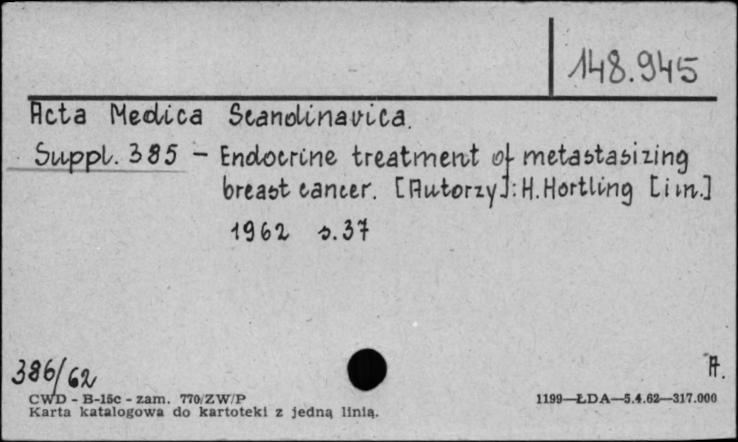 148.945
Acta Medica Scandinavica.
Suppl. 385 - Endocrine treatment of metastasizing
breast cancer. [Autorzy]: H. Hortling [i in.]
1962 s. 37
386/62
A.
CWD - B-15c - zam. 770/ZW/P
1199—ŁDA—5.4.62—317.000
Karta katalogowa do kartoteki z jedną linią.